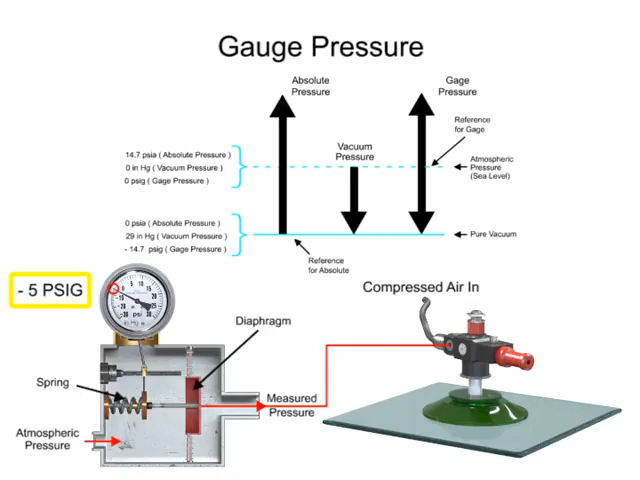 Gauge Pressure
Absolute
Pressure
Gage
Pressure
Reference
for Gage
Vacuum
Pressure
14.7 psia ( Absolute Pressure )
0 in Hg ( Vacuum Pressure )
0 psig ( Gage Pressure )
Atmospheric
Pressure
(Sea Level)
0 psia ( Absolute Pressure )
29 in Hg ( Vacuum Pressure )
- 14.7 psig ( Gage Pressure )
Pure Vacuum
Reference
for Absolute
- 5 PSIG
psi
Compressed Air In
Diaphragm
Spring
Measured
Pressure
Atmospheric
Pressure